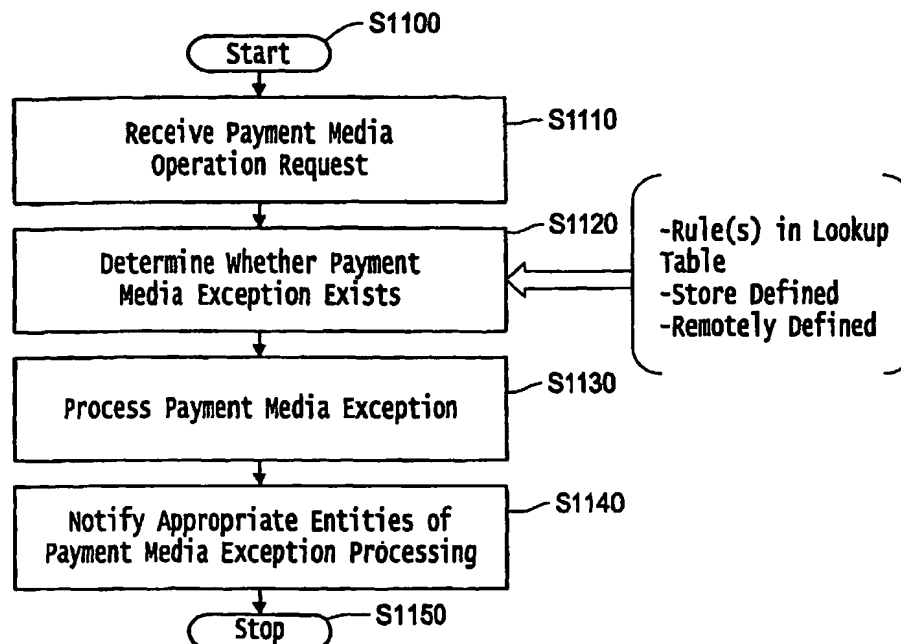 S1100
Start
S1110
Receive Payment Media
Operation Request
S1120
Determine Whether Payment
Media Exception Exists
-Rule(s) in Lookup
Table
-Store Defined
-Remotely Defined
S1130
Process Payment Media Exception
S1140
Notify Appropriate Entities of
Payment Media Exception Processing
S1150
Stop